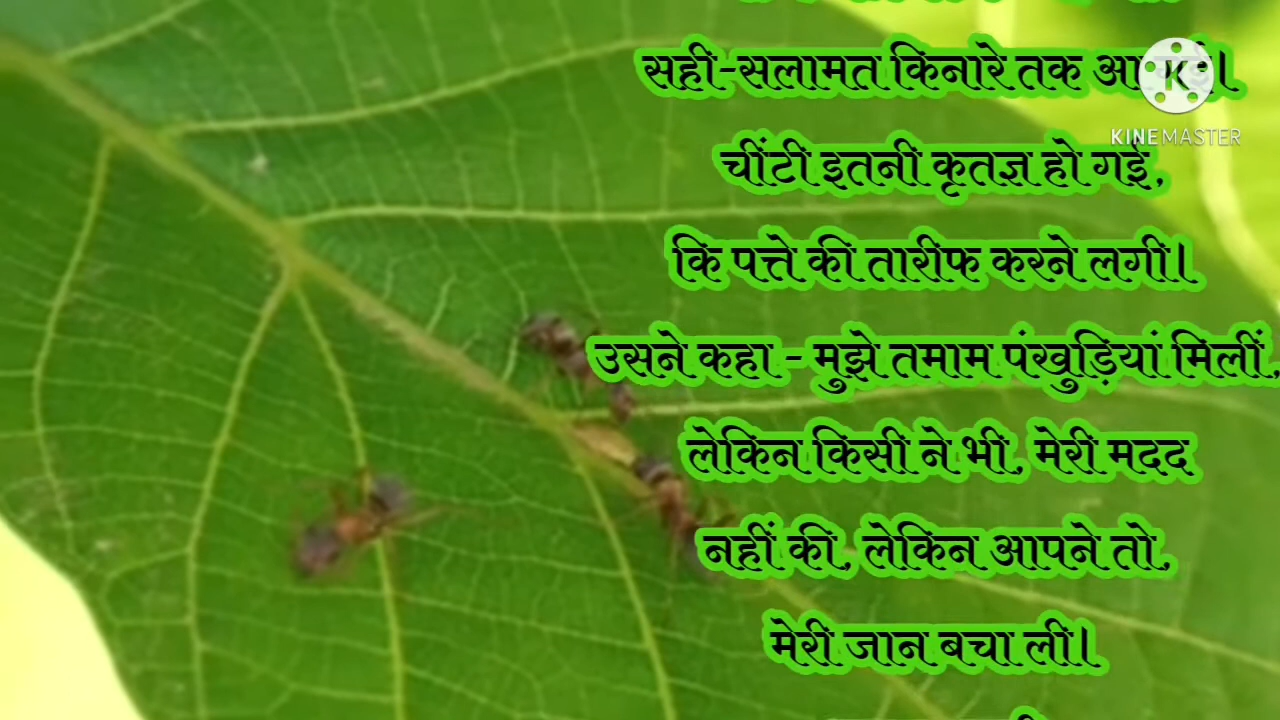 सही-सलामत किनारे तक
KINEMASTER
चींटी इतनी कृतज्ञ हो गई,
कि पत्ते की तारीफ करने लगी।
उसने कहा - मुझे तमाम पंखुड़ियां मिलीं,
लेकिन किसी ने भी, मेरी मदद
नहीं की, लेकिन आपने तो,
मेरी जान बचा ली।